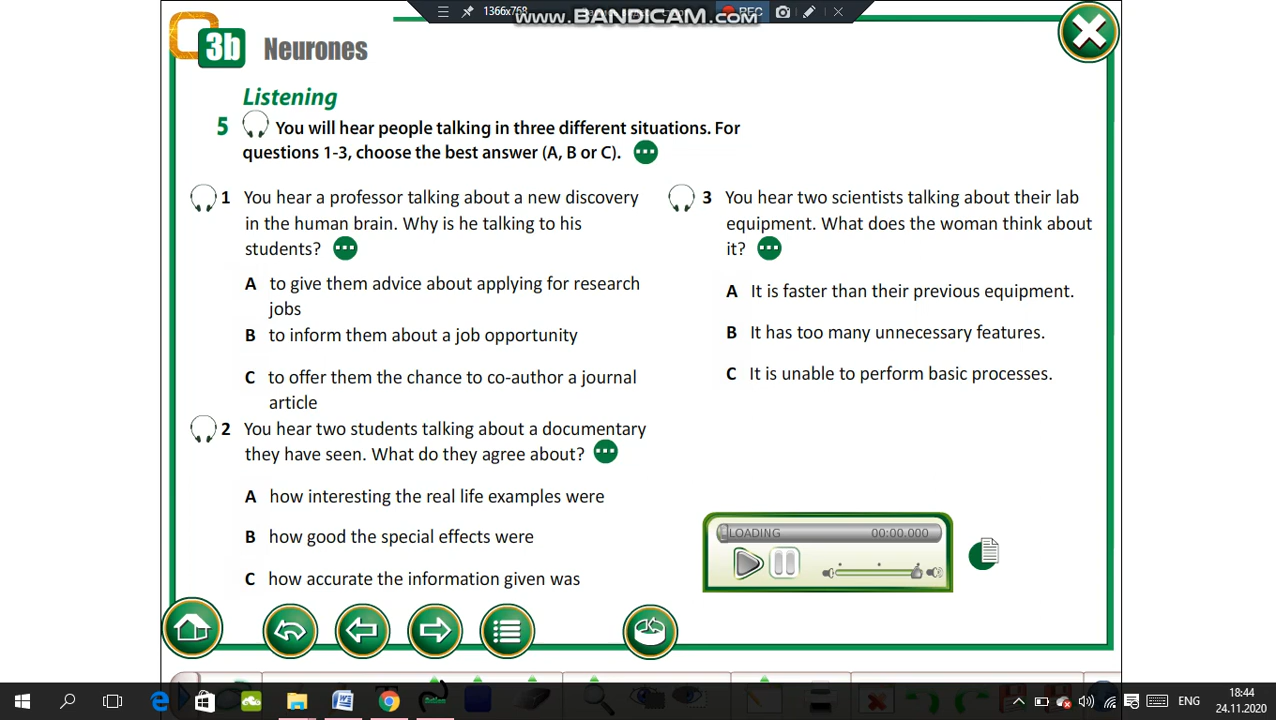 1366x768
www.BANDICAM.com
REC
3b Neurones
Listening
5 You will hear people talking in three different situations. For
questions 1-3, choose the best answer (A, B or C).
1 You hear a professor talking about a new discovery
in the human brain. Why is he talking to his
students?
A to give them advice about applying for research
jobs
B to inform them about a job opportunity
C to offer them the chance to co-author a journal
article
2 You hear two students talking about a documentary
they have seen. What do they agree about?
A how interesting the real life examples were
B how good the special effects were
C how accurate the information given was
3 You hear two scientists talking about their lab
equipment. What does the woman think about
it?
A It is faster than their previous equipment.
B It has too many unnecessary features.
C It is unable to perform basic processes.
LOADING 00:00.000
ENG
18:44
24.11.2020